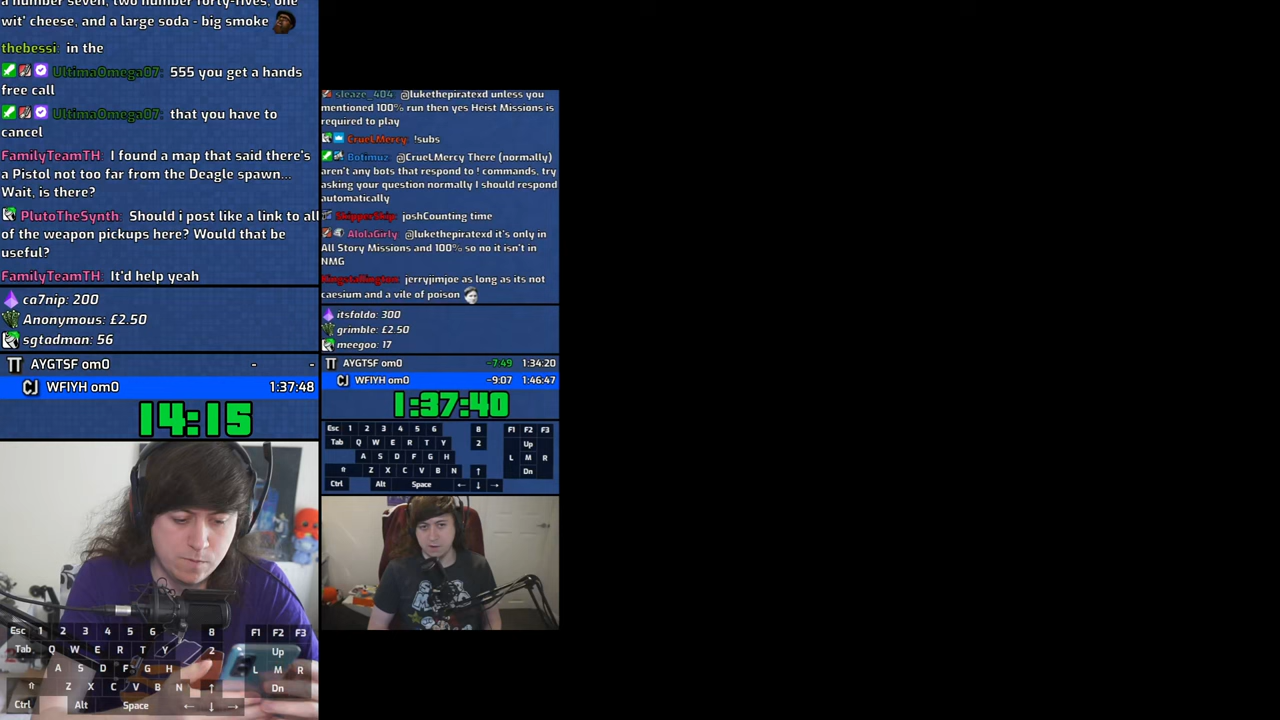 a number seven, two number forty-fives, one
wit' cheese, and a large soda - big smoke
thebessi: in the
UltimaOmega07: 555 you get a hands
free call
UltimaOmega07: that you have to
cancel
FamilyTeamTH: I found a map that said there's
a Pistol not too far from the Deagle spawn...
Wait, is there?
PlutoTheSynth: Should i post like a link to all
of the weapon pickups here? Would that be
useful?
FamilyTeamTH: It'd help yeah
ca7nip: 200
Anonymous: £2.50
sgtadman: 56
AYGTSF om0 - -
CJ WFIYH om0 1:37:48
14:15
Esc 1 2 3 4 5 6 8 F1 F2 F3
Tab Q W E R T Y 2 Up
A S D F G H L M R
Z X C V B N ↑ Dn
Ctrl Alt Space ← ↓ →
sleaze_404: @lukethepiratexd unless you
mentioned 100% run then yes Heist Missions is
required to play
CrueLMercy: !subs
Botimuz: @CrueLMercy There (normally)
aren't any bots that respond to ! commands, try
asking your question normally I should respond
automatically
SkipperSkip: joshCounting time
AlolaGirly: @lukethepiratexd it's only in
All Story Missions and 100% so no it isn't in
NMG
jerryjimjoe as long as its not
caesium and a vile of poison
itsfaldo: 300
grimble: £2.50
meegoo: 17
AYGTSF om0 -7:49 1:34:20
CJ WFIYH om0 -9:07 1:46:47
1:37:40
Esc 1 2 3 4 5 6 8 F1 F2 F3
Tab Q W E R T Y 2 Up
A S D F G H L M R
Z X C V B N ↑ Dn
Ctrl Alt Space ← ↓ →